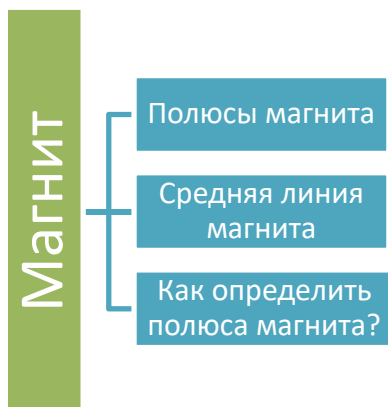 Магнит
Полюсы магнита
Средняя линия
магнита
Как определить
полюса магнита?